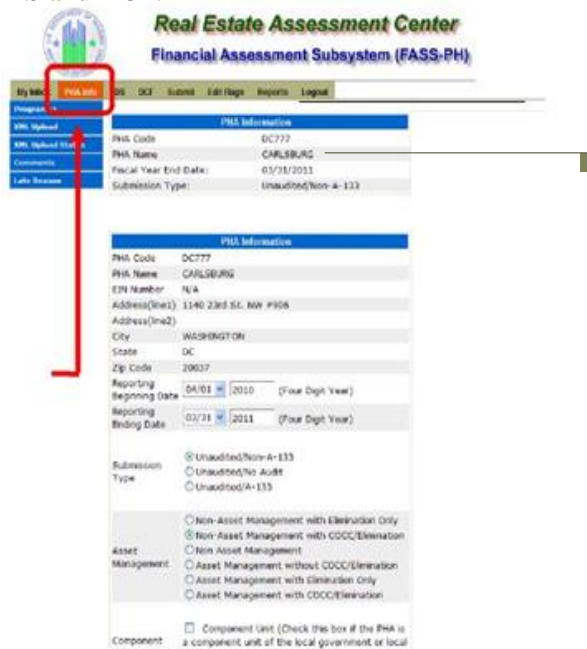 Real Estate Assessment Center
Financial Assessment Subsystem (FASS-PH)
My Inbox PHA Info FDS DCF Submit Edit Flags Reports Logout
Programs
XML Upload
XML Upload Status
Comments
Late Reason
PHA Information
PHA Code DC777
PHA Name CARLSBURG
Fiscal Year End Date: 03/31/2011
Submission Type: Unaudited/Non-A-133
PHA Information
PHA Code DC777
PHA Name CARLSBURG
EIN Number N/A
Address(line1) 1140 23rd St. NW #906
Address(line2)
City WASHINGTON
State DC
Zip Code 20037
Reporting Beginning Date 04/01 2010 (Four Digit Year)
Reporting Ending Date 03/31 2011 (Four Digit Year)
Submission Type
Unaudited/Non-A-133
Unaudited/No Audit
Unaudited/A-133
Asset Management
Non-Asset Management with Elimination Only
Non-Asset Management with COCC/Elimination
Non Asset Management
Asset Management without COCC/Elimination
Asset Management with Elimination Only
Asset Management with COCC/Elimination
Component Unit (Check this box if the PHA is
Component a component unit of the local government or local